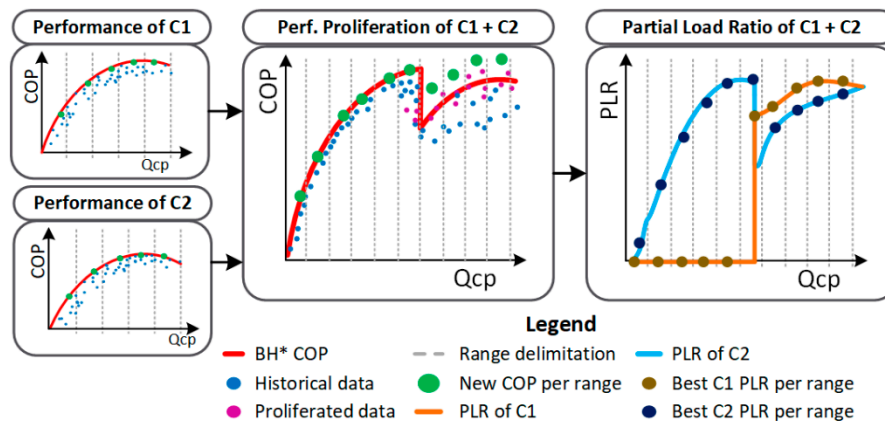 Performance of C1
COP
Qcp
Performance of C2
COP
Qcp
Perf. Proliferation of C1 + C2
COP
Qcp
Partial Load Ratio of C1 + C2
PLR
Qcp
Legend
BH* COP
Range delimitation
PLR of C2
Historical data
New COP per range
Best C1 PLR per range
Proliferated data
PLR of C1
Best C2 PLR per range